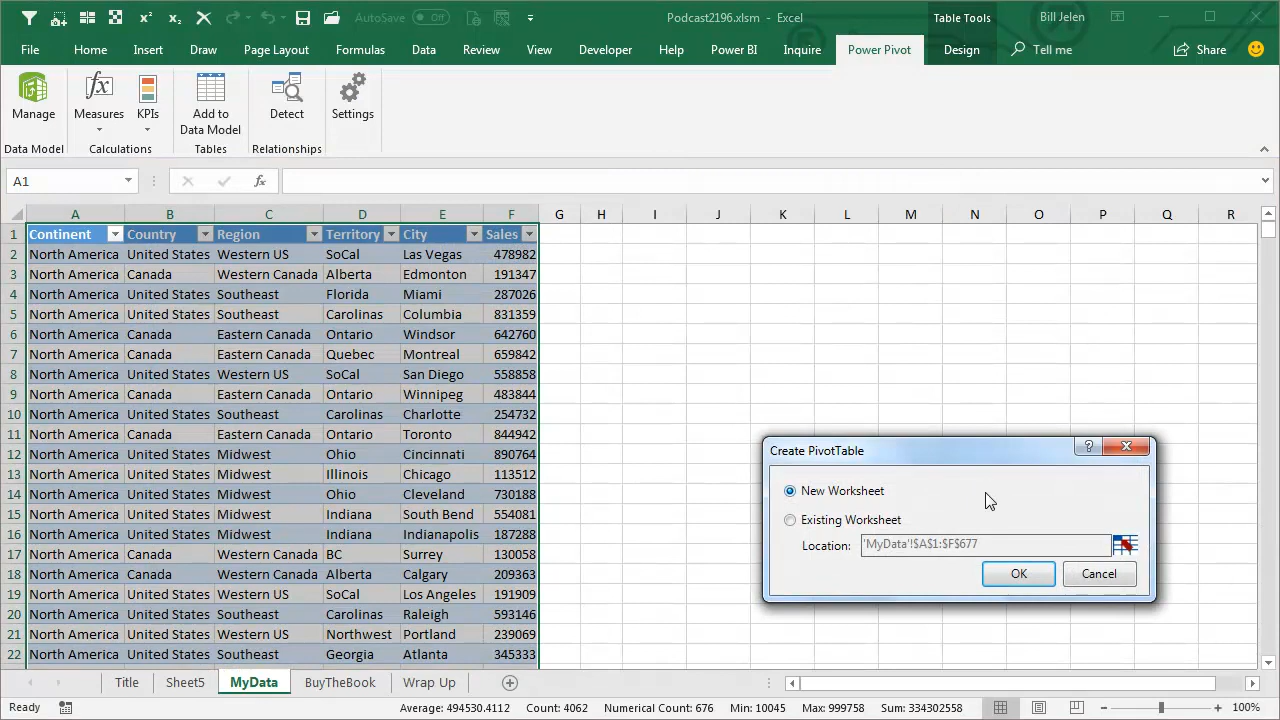 x² x₂ AutoSave Off Podcast2196.xlsm - Excel Table Tools Bill Jelen
File Home Insert Draw Page Layout Formulas Data Review View Developer Help Power BI Inquire Power Pivot Design Tell me Share
Manage Measures KPIs Add to Data Model Detect Settings
Data Model Calculations Tables Relationships
A1 fx
A B C D E F G H I J K L M N O P Q R
1 Continent Country Region Territory City Sales
2 North America United States Western US SoCal Las Vegas 478982
3 North America Canada Western Canada Alberta Edmonton 191347
4 North America United States Southeast Florida Miami 287026
5 North America United States Southeast Carolinas Columbia 831359
6 North America Canada Eastern Canada Ontario Windsor 642760
7 North America Canada Eastern Canada Quebec Montreal 659842
8 North America United States Western US SoCal San Diego 558858
9 North America Canada Eastern Canada Ontario Winnipeg 483844
10 North America United States Southeast Carolinas Charlotte 254732
11 North America Canada Eastern Canada Ontario Toronto 844942
12 North America United States Midwest Ohio Cincinnati 890764
13 North America United States Midwest Illinois Chicago 113512
14 North America United States Midwest Ohio Cleveland 730188
15 North America United States Midwest Indiana South Bend 554081
16 North America United States Midwest Indiana Indianapolis 187288
17 North America Canada Western Canada BC Surrey 130058
18 North America Canada Western Canada Alberta Calgary 209363
19 North America United States Western US SoCal Los Angeles 191909
20 North America United States Southeast Carolinas Raleigh 593146
21 North America United States Western US Northwest Portland 239069
22 North America United States Southeast Georgia Atlanta 345333
Create PivotTable ?
New Worksheet
Existing Worksheet
Location: 'MyData'!$A$1:$F$677
OK Cancel
Title Sheet5 MyData BuyTheBook Wrap Up
Ready Average: 494530.4112 Count: 4062 Numerical Count: 676 Min: 10045 Max: 999758 Sum: 334302558 100%